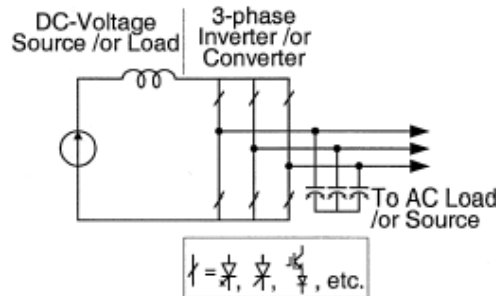 DC-Voltage
Source /or Load
3-phase
Inverter /or
Converter
To AC Load
/or Source
= , , , etc.